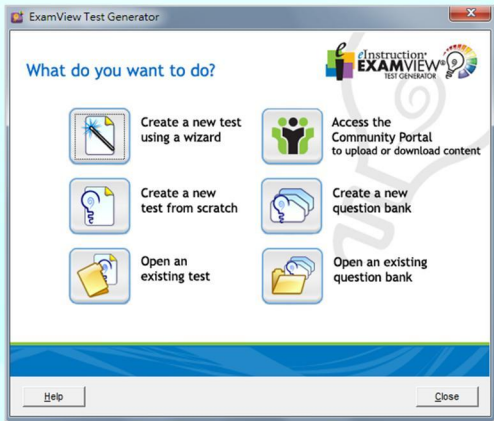 ExamView Test Generator
What do you want to do?
eInstruction®
EXAMVIEW®
TEST GENERATOR
Create a new test
using a wizard
Access the
Community Portal
to upload or download content
Create a new
test from scratch
Create a new
question bank
Open an
existing test
Open an existing
question bank
Help
Close